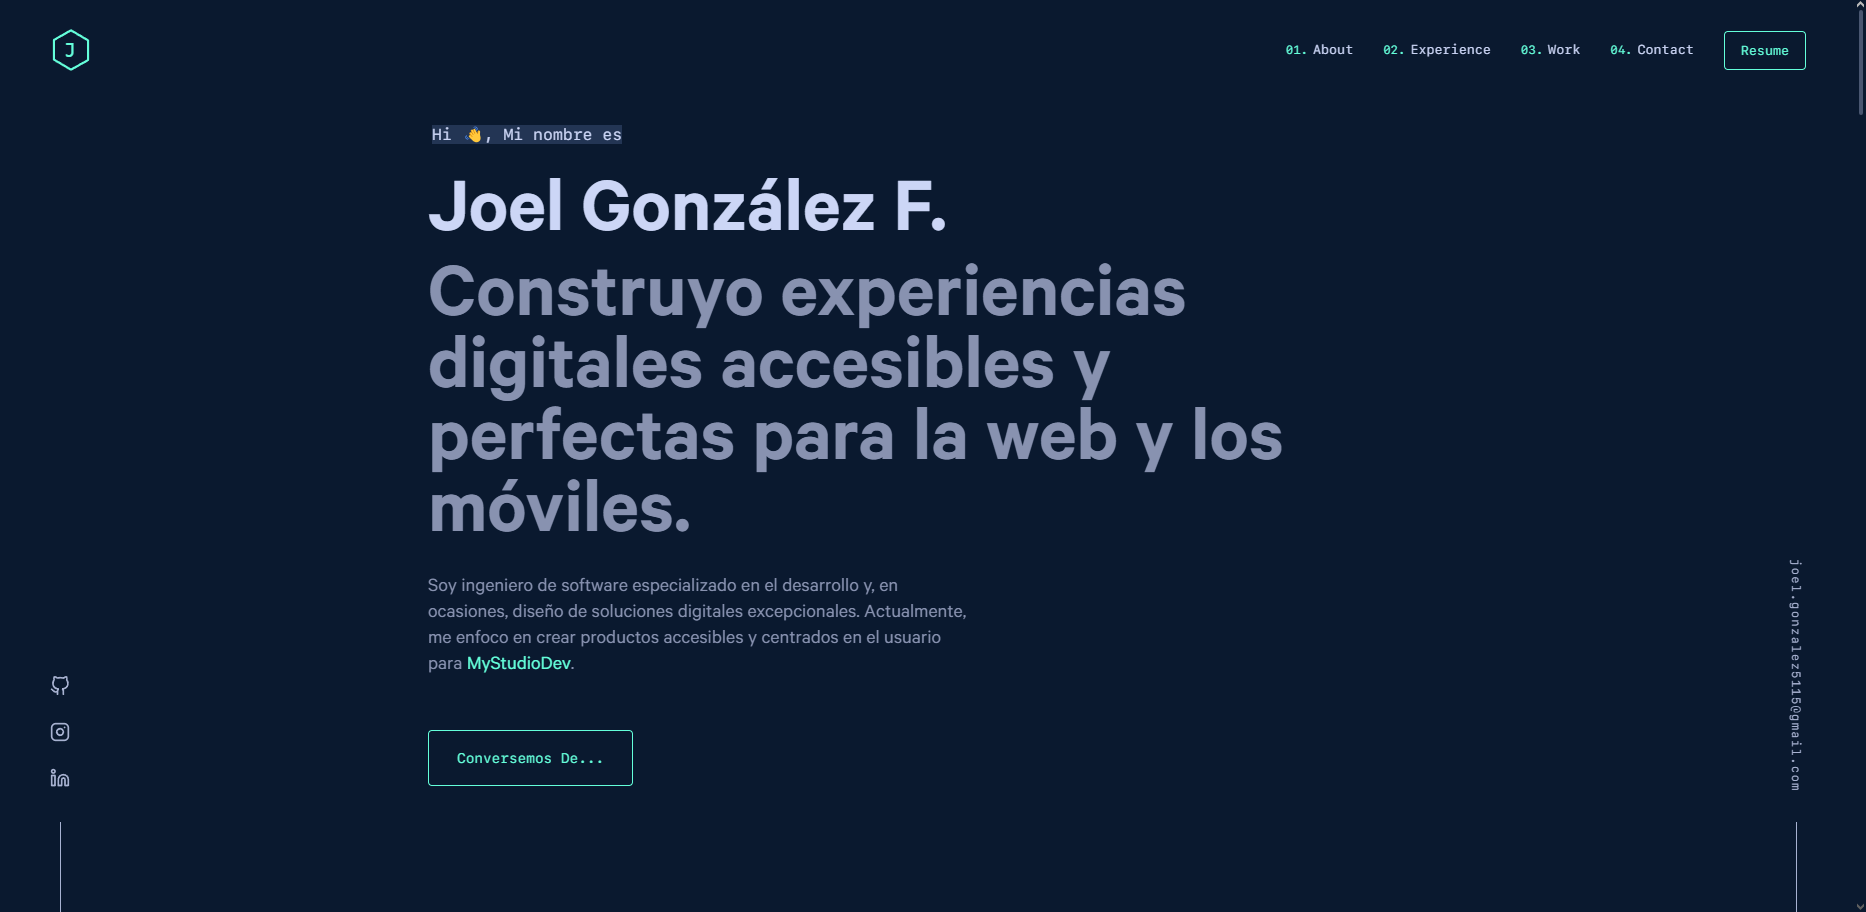 J
01. About 02. Experience 03. Work 04. Contact Resume
Hi 👋, Mi nombre es
Joel González F.
Construyo experiencias
digitales accesibles y
perfectas para la web y los
móviles.
Soy ingeniero de software especializado en el desarrollo y, en
ocasiones, diseño de soluciones digitales excepcionales. Actualmente,
me enfoco en crear productos accesibles y centrados en el usuario
para MyStudioDev.
Conversemos De...
joel.gonzalez5115@gmail.com